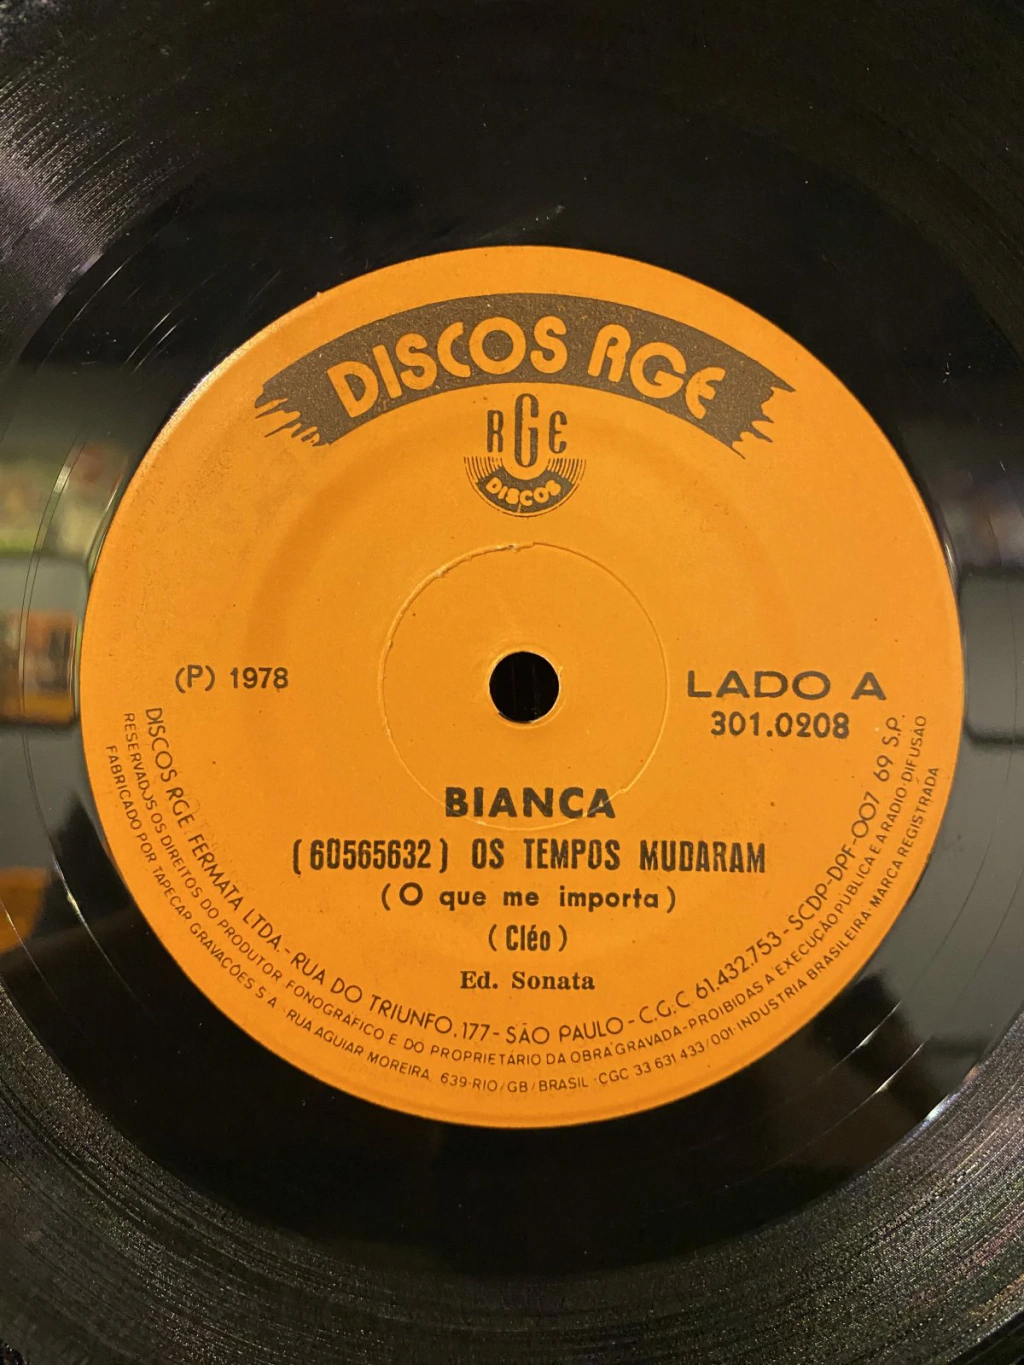 DISCOS RGE
RGE
DISCOS
(P) 1978
LADO A
301.0208
BIANCA
(60565632) OS TEMPOS MUDARAM
(O que me importa)
(Cléo)
Ed. Sonata
DISCOS RGE FERMATA LTDA. - RUA DO TRIUNFO, 177 - SÃO PAULO - C.G.C 61.432.753 - SCDP-DPF-007 69 S.P.
RESERVADOS OS DIREITOS DO PRODUTOR FONOGRÁFICO E DO PROPRIETÁRIO DA OBRA GRAVADA-PROIBIDAS A EXECUÇÃO PÚBLICA E A RADIO-DIFUSÃO
FABRICADO POR TAPECAR GRAVAÇÕES S A · RUA AGUIAR MOREIRA, 639-RIO/GB/BRASIL · CGC 33 631 433/001·INDUSTRIA BRASILEIRA·MARCA REGISTRADA